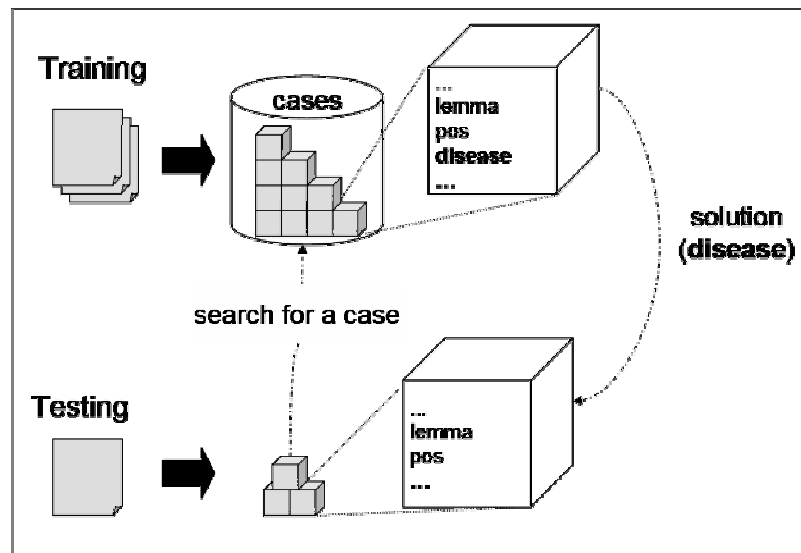 Training
cases
...
lemma
pos
disease
...
solution
(disease)
search for a case
Testing
...
lemma
pos
...